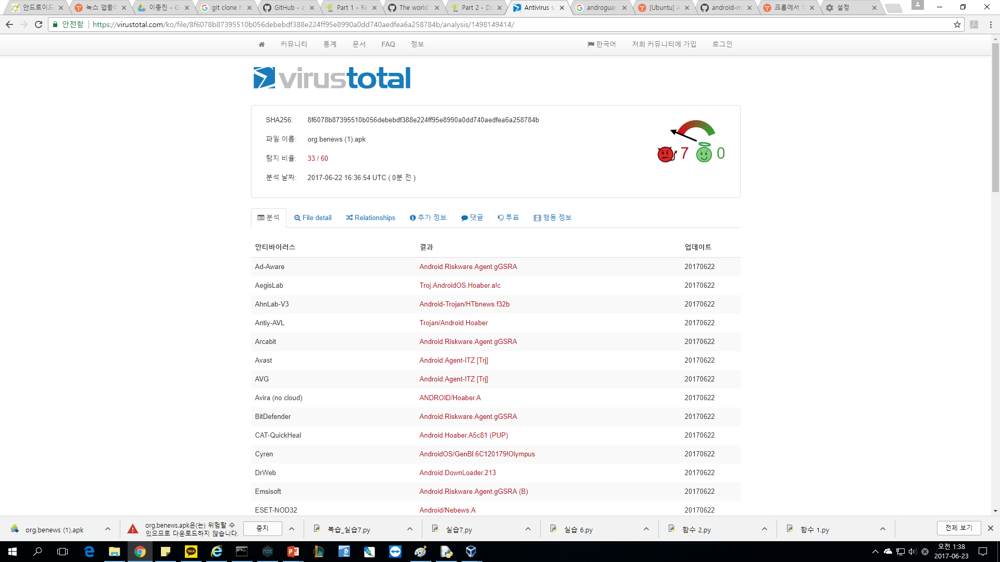 안드로이드
녹스 앱플
이종진 - G
git clone h
GitHub - a
Part 1 - Re
The world
Part 2 - De
Antivirus s
androguar
[Ubuntu] A
android-m
크롬에서
설정
안전함
https://virustotal.com/ko/file/8f6078b87395510b056debebdf388e224ff95e8990a0dd740aedfea6a258784b/analysis/1498149414/
커뮤니티 통계 문서 FAQ 정보 한국어 저희 커뮤니티에 가입 로그인
virustotal
SHA256: 8f6078b87395510b056debebdf388e224ff95e8990a0dd740aedfea6a258784b
파일 이름: org.benews (1).apk
탐지 비율: 33 / 60
7 0
분석 날짜: 2017-06-22 16:36:54 UTC ( 0분 전 )
분석 File detail Relationships 추가 정보 댓글 투표 행동 정보
안티바이러스 결과 업데이트
Ad-Aware Android.Riskware.Agent.gGSRA 20170622
AegisLab Troj.AndroidOS.Hoaber.a!c 20170622
AhnLab-V3 Android-Trojan/HTbnews.f32b 20170622
Antiy-AVL Trojan/Android.Hoaber 20170622
Arcabit Android.Riskware.Agent.gGSRA 20170622
Avast Android:Agent-ITZ [Trj] 20170622
AVG Android:Agent-ITZ [Trj] 20170622
Avira (no cloud) ANDROID/Hoaber.A 20170622
BitDefender Android.Riskware.Agent.gGSRA 20170622
CAT-QuickHeal Android.Hoaber.A5c81 (PUP) 20170622
Cyren AndroidOS/GenBl.6C120179!Olympus 20170622
DrWeb Android.DownLoader.213 20170622
Emsisoft Android.Riskware.Agent.gGSRA (B) 20170622
ESET-NOD32 Android/Nebews.A 20170622
org.benews (1).apk
org.benews.apk은(는) 위험할 수
있으므로 다운로드하지 않습니다.
중지
복습_실습7.py
실습7.py
실습 6.py
함수 2.py
함수 1.py
전체 보기
TALK
nox
오전 1:38
2017-06-23